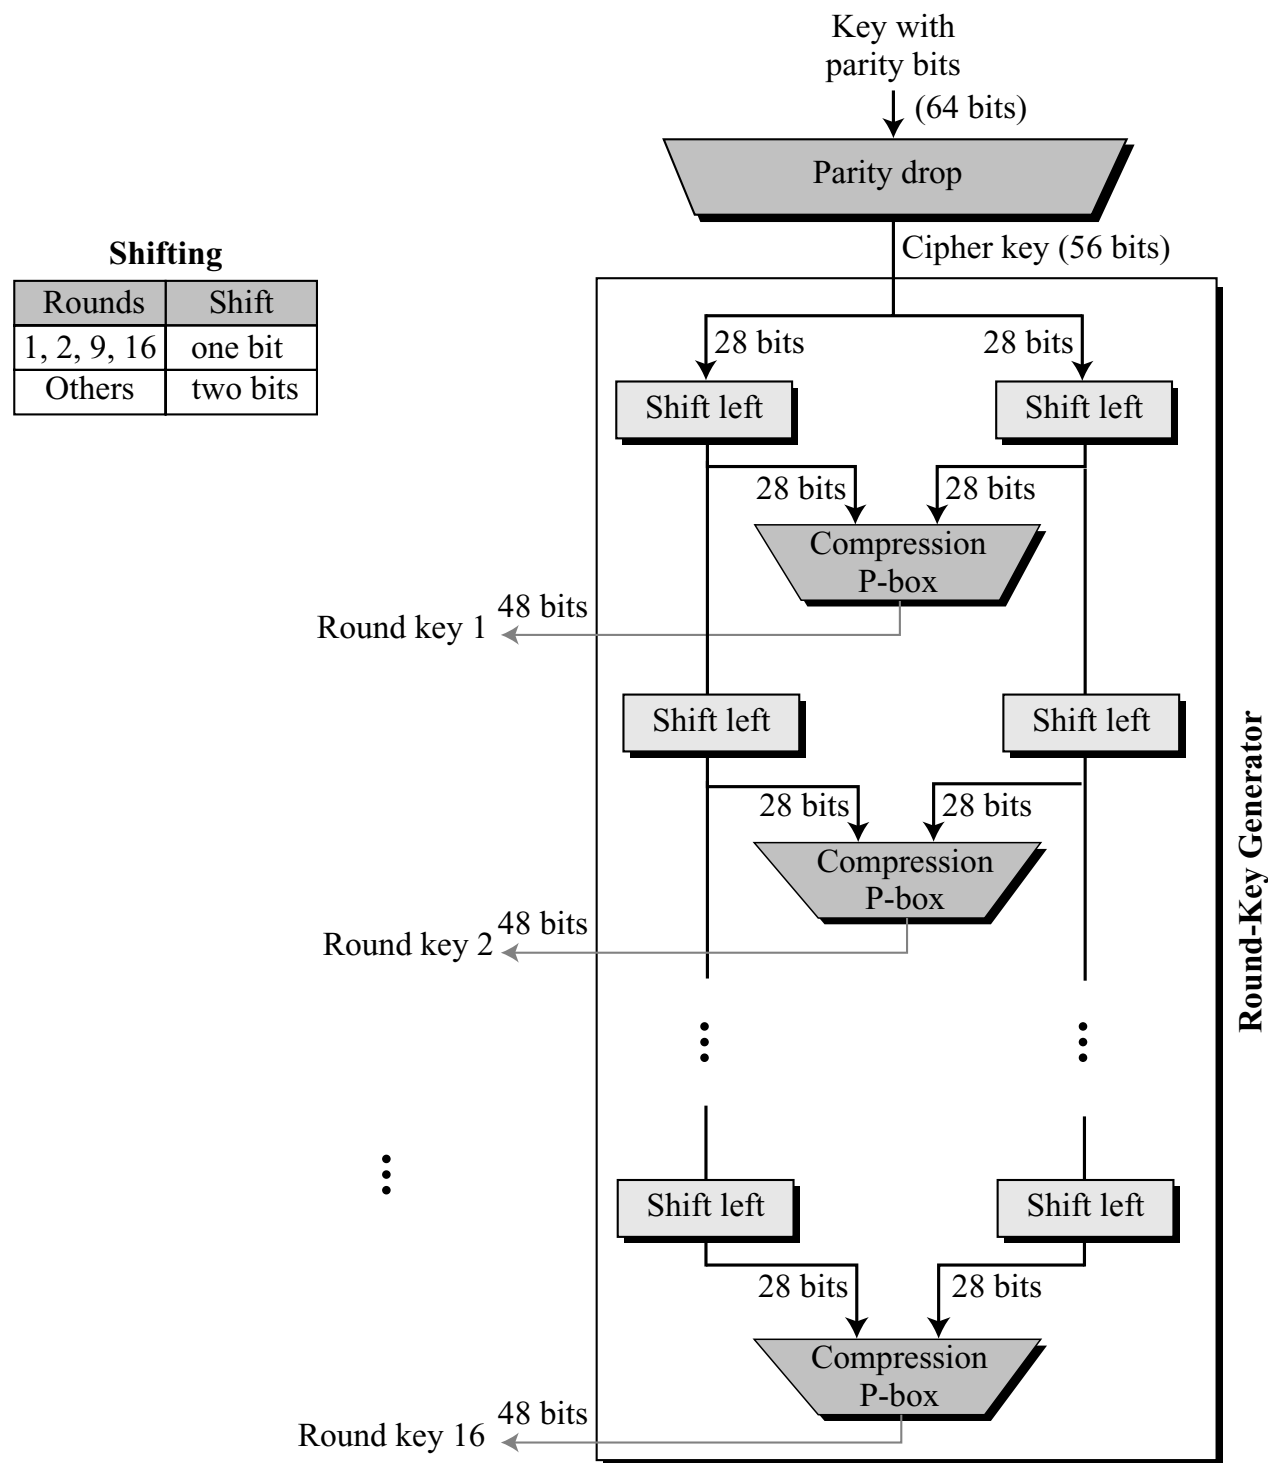 Key with
parity bits
(64 bits)
Parity drop
Cipher key (56 bits)
Shifting
Rounds Shift
1, 2, 9, 16 one bit
Others two bits
28 bits 28 bits
Shift left Shift left
28 bits 28 bits
Compression
P-box
48 bits
Round key 1
Shift left Shift left
28 bits 28 bits
Compression
P-box
48 bits
Round key 2
Round-Key Generator
Shift left Shift left
28 bits 28 bits
Compression
P-box
48 bits
Round key 16